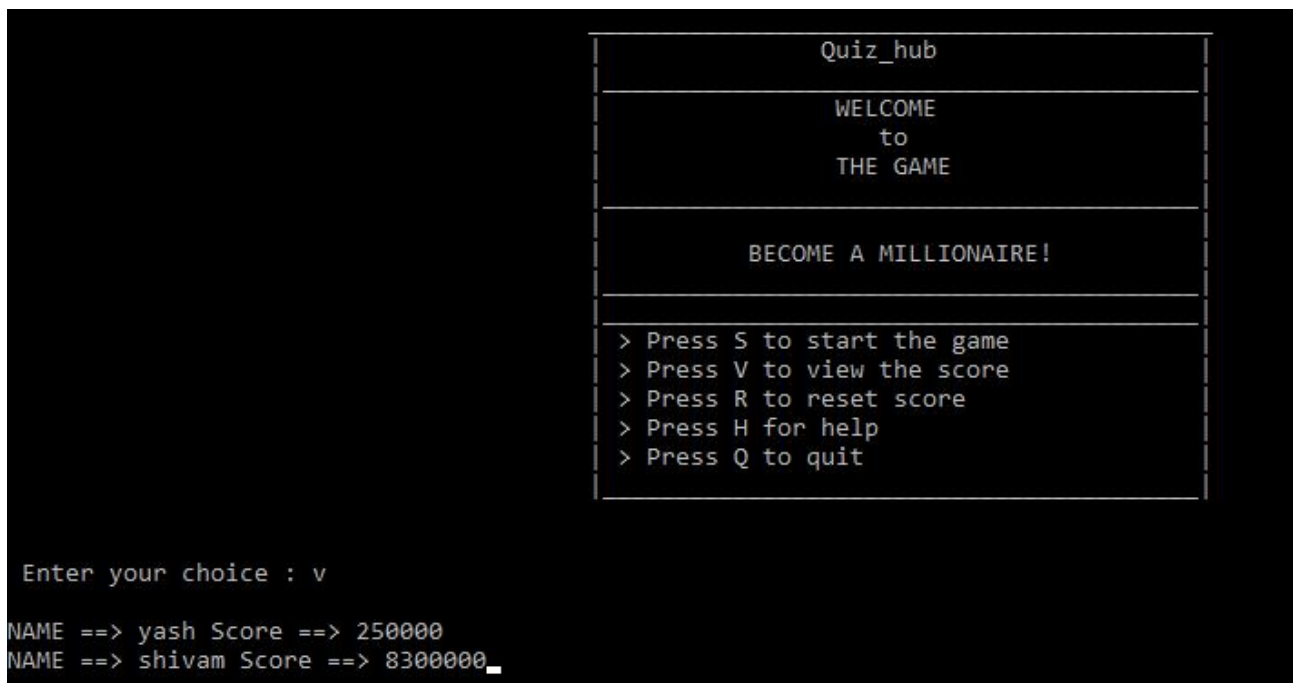 Quiz_hub
WELCOME
to
THE GAME
BECOME A MILLIONAIRE!
> Press S to start the game
> Press V to view the score
> Press R to reset score
> Press H for help
> Press Q to quit
Enter your choice : v
NAME ==> yash Score ==> 250000
NAME ==> shivam Score ==> 8300000